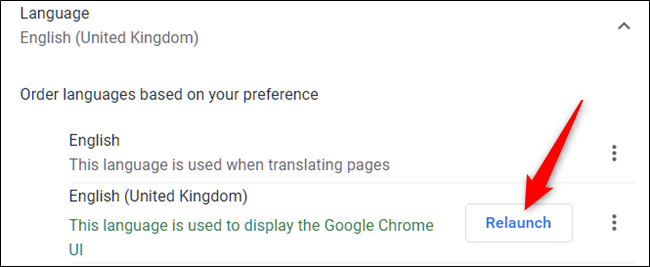 Language
English (United Kingdom)
Order languages based on your preference
English
This language is used when translating pages
English (United Kingdom)
This language is used to display the Google Chrome
UI
Relaunch